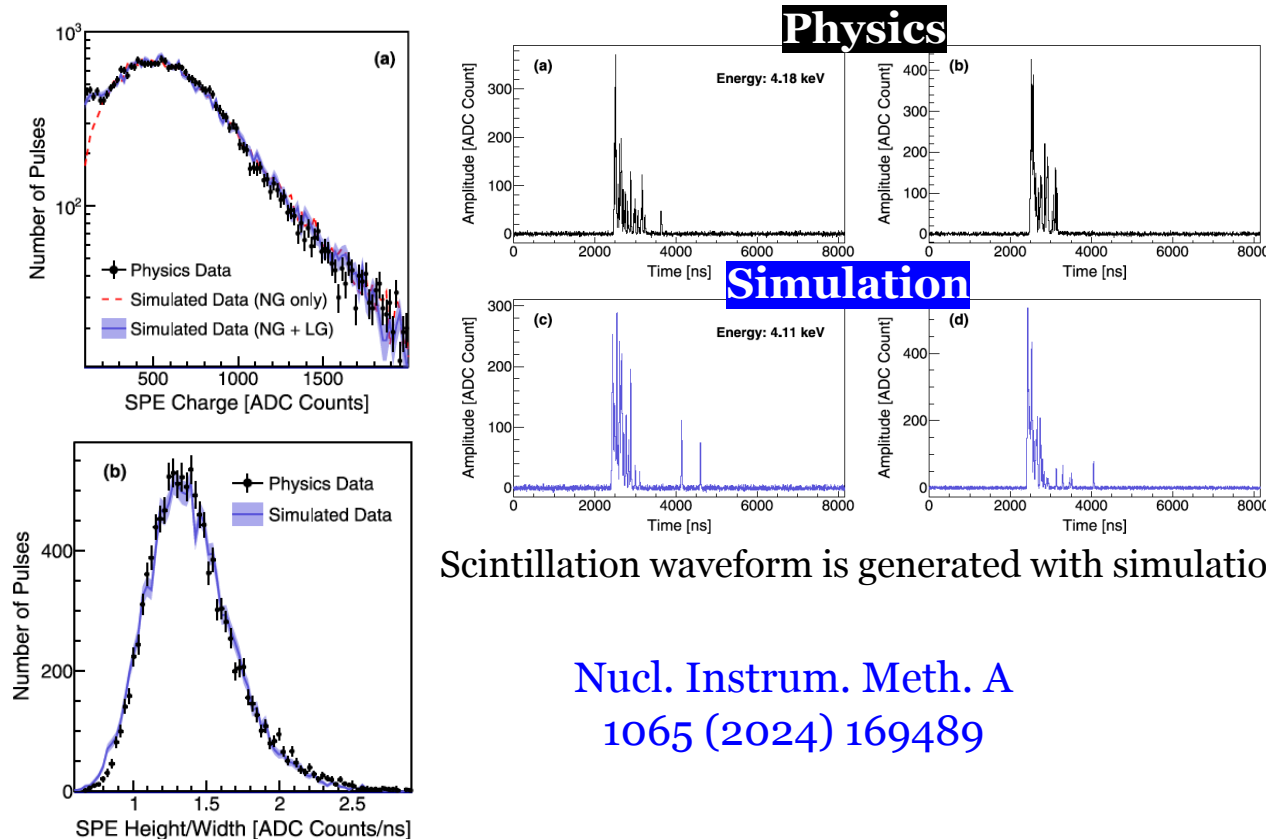 (a)
10³
10²
Number of Pulses
Physics Data
Simulated Data (NG only)
Simulated Data (NG + LG)
500 1000 1500
SPE Charge [ADC Counts]
(b)
Physics Data
Simulated Data
400
200
0
Number of Pulses
1 1.5 2 2.5
SPE Height/Width [ADC Counts/ns]
Physics
(a)
Energy: 4.18 keV
300
200
100
0
Amplitude [ADC Count]
0 2000 4000 6000 8000
Time [ns]
(b)
400
300
200
100
0
Amplitude [ADC Count]
0 2000 4000 6000 8000
Time [ns]
Simulation
(c)
Energy: 4.11 keV
300
200
100
0
Amplitude [ADC Count]
0 2000 4000 6000 8000
Time [ns]
(d)
400
200
0
Amplitude [ADC Count]
0 2000 4000 6000 8000
Time [ns]
Scintillation waveform is generated with simulatio
Nucl. Instrum. Meth. A
1065 (2024) 169489